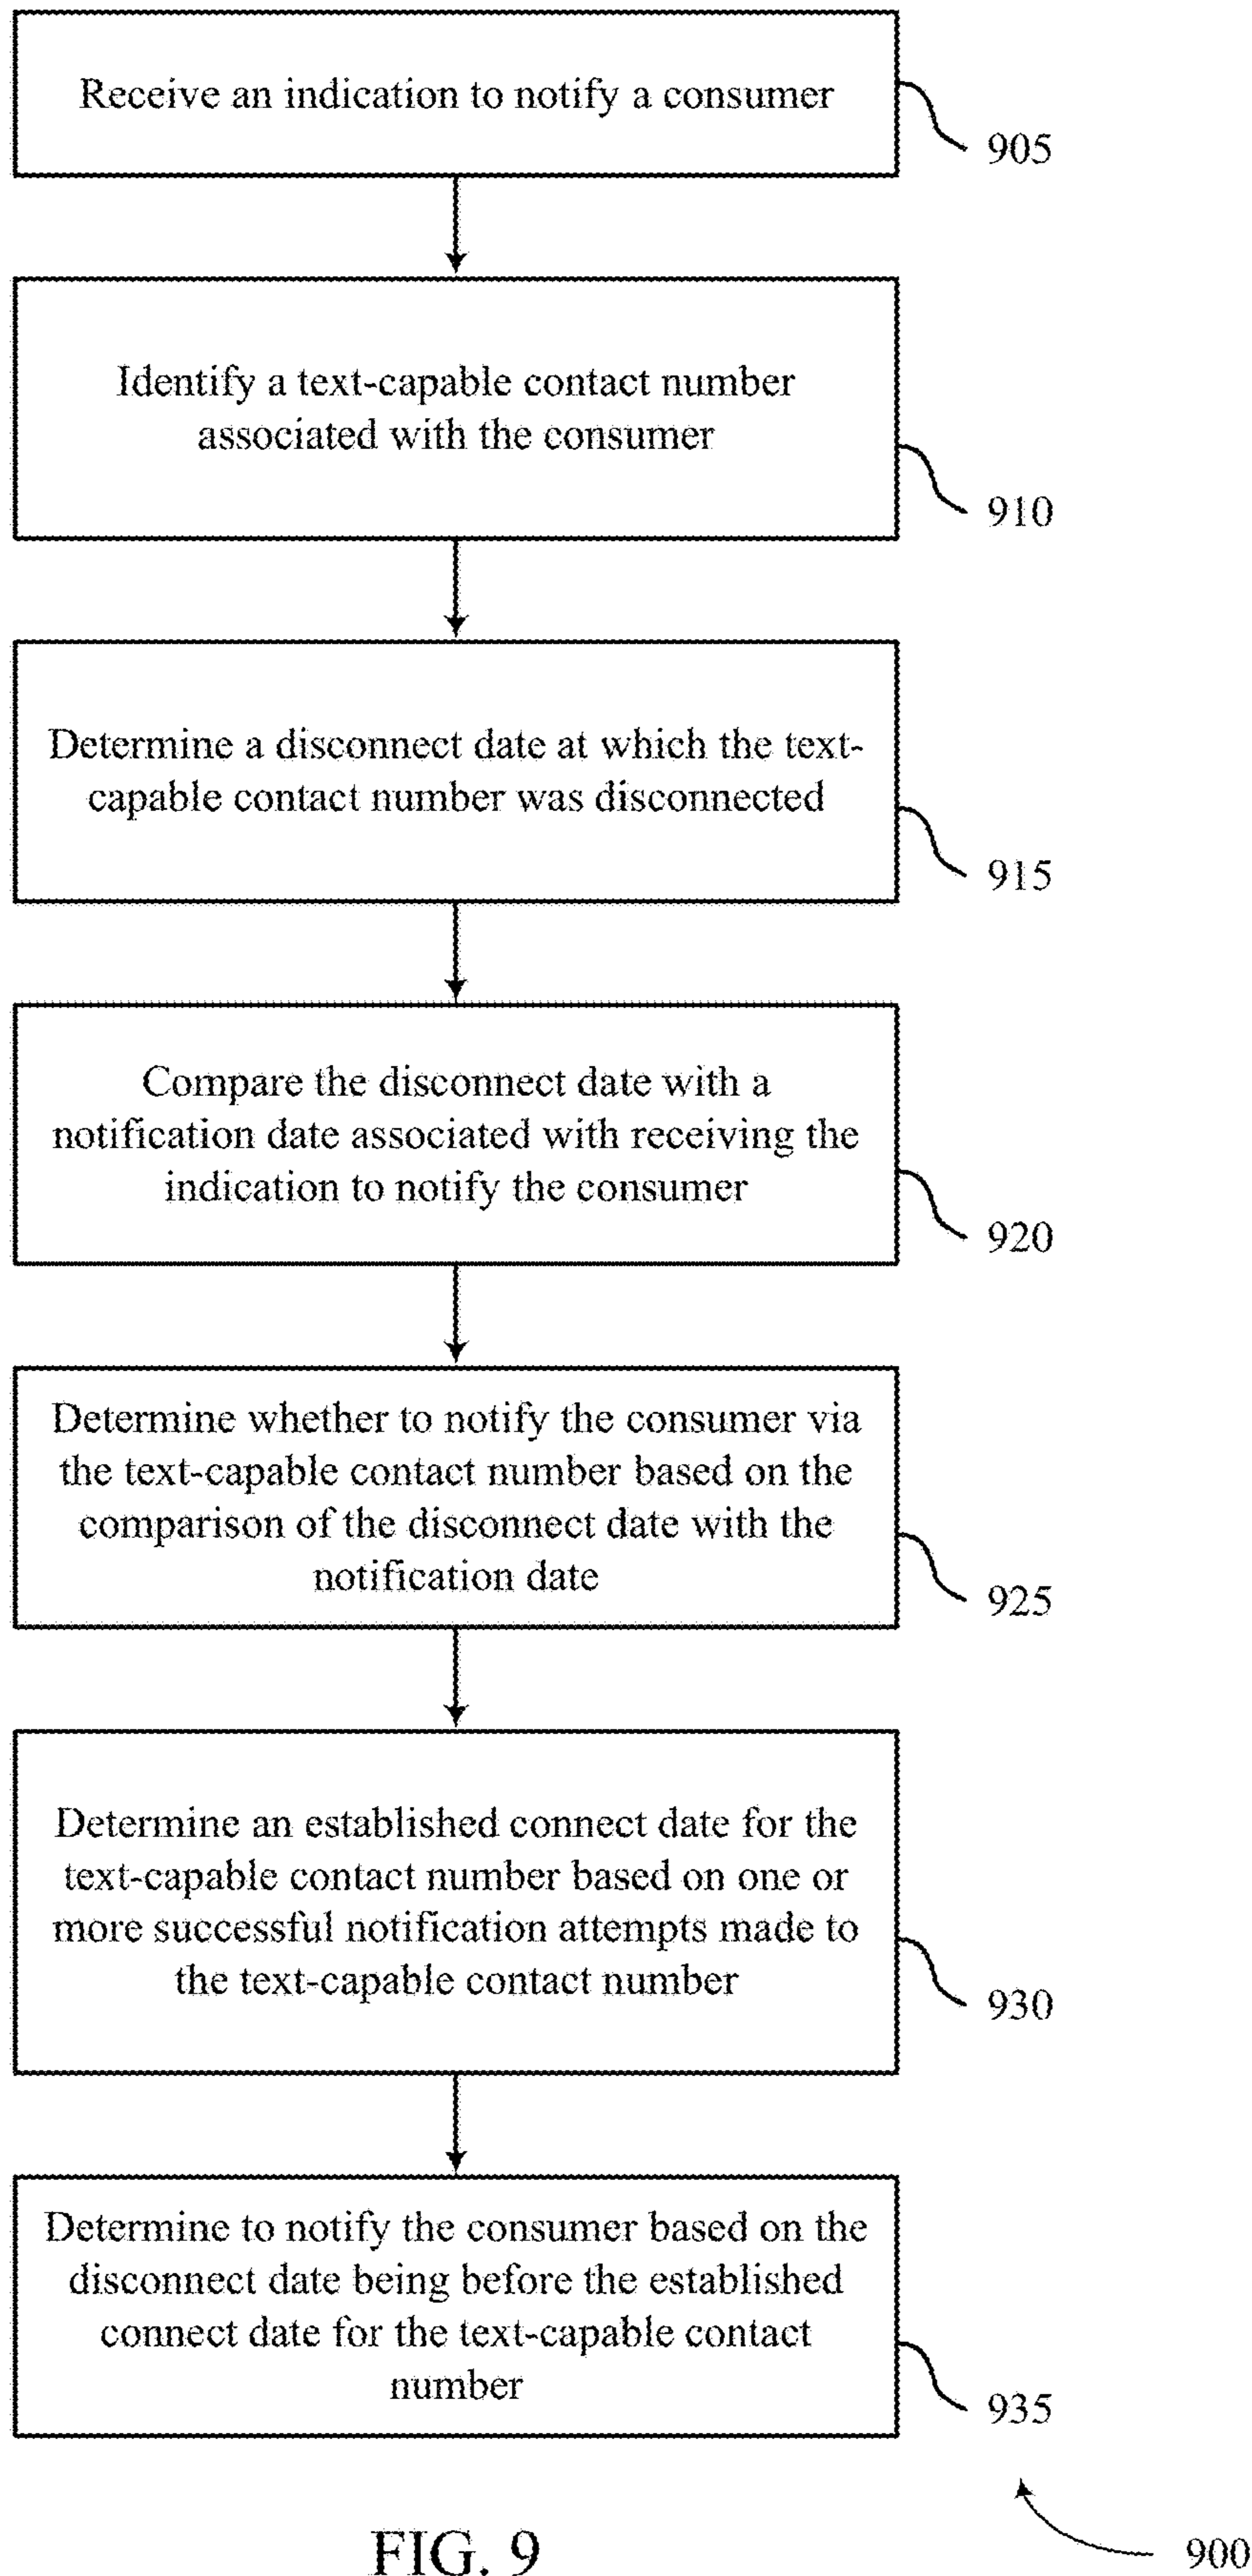 Receive an indication to notify a consumer
905
Identify a text-capable contact number
associated with the consumer
910
Determine a disconnect date at which the text-
capable contact number was disconnected
915
Compare the disconnect date with a
notification date associated with receiving the
indication to notify the consumer
920
Determine whether to notify the consumer via
the text-capable contact number based on the
comparison of the disconnect date with the
notification date
925
Determine an established connect date for the
text-capable contact number based on one or
more successful notification attempts made to
the text-capable contact number
930
Determine to notify the consumer based on the
disconnect date being before the established
connect date for the text-capable contact
number
935
900
FIG. 9